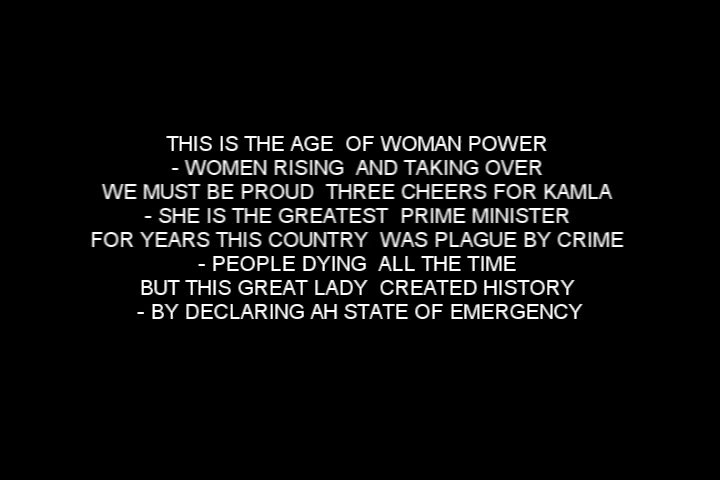 THIS IS THE AGE  OF WOMAN POWER
- WOMEN RISING  AND TAKING OVER
WE MUST BE PROUD  THREE CHEERS FOR KAMLA
- SHE IS THE GREATEST  PRIME MINISTER
FOR YEARS THIS COUNTRY  WAS PLAGUE BY CRIME
- PEOPLE DYING  ALL THE TIME
BUT THIS GREAT LADY  CREATED HISTORY
- BY DECLARING AH STATE OF EMERGENCY